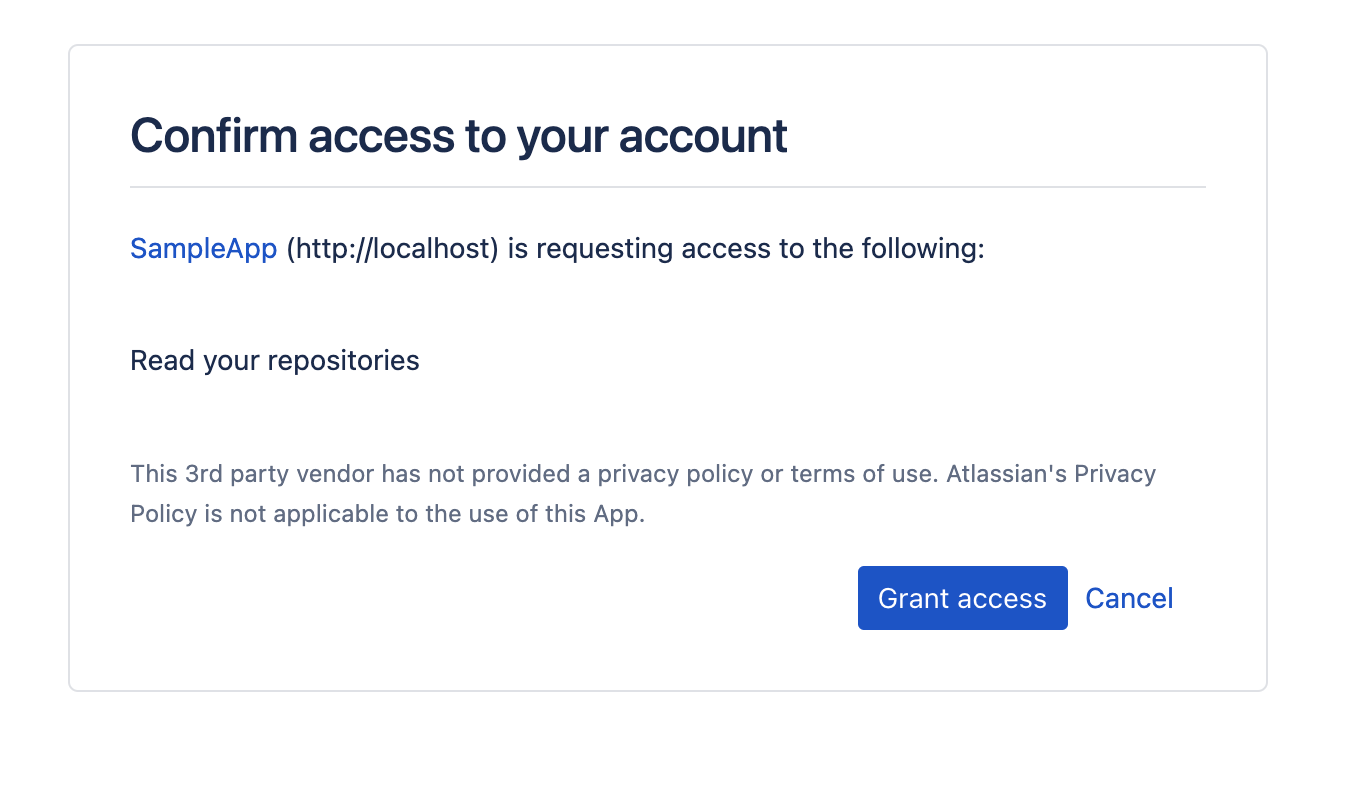 Confirm access to your account
SampleApp (http://localhost) is requesting access to the following:
Read your repositories
This 3rd party vendor has not provided a privacy policy or terms of use. Atlassian's Privacy
Policy is not applicable to the use of this App.
Grant access Cancel